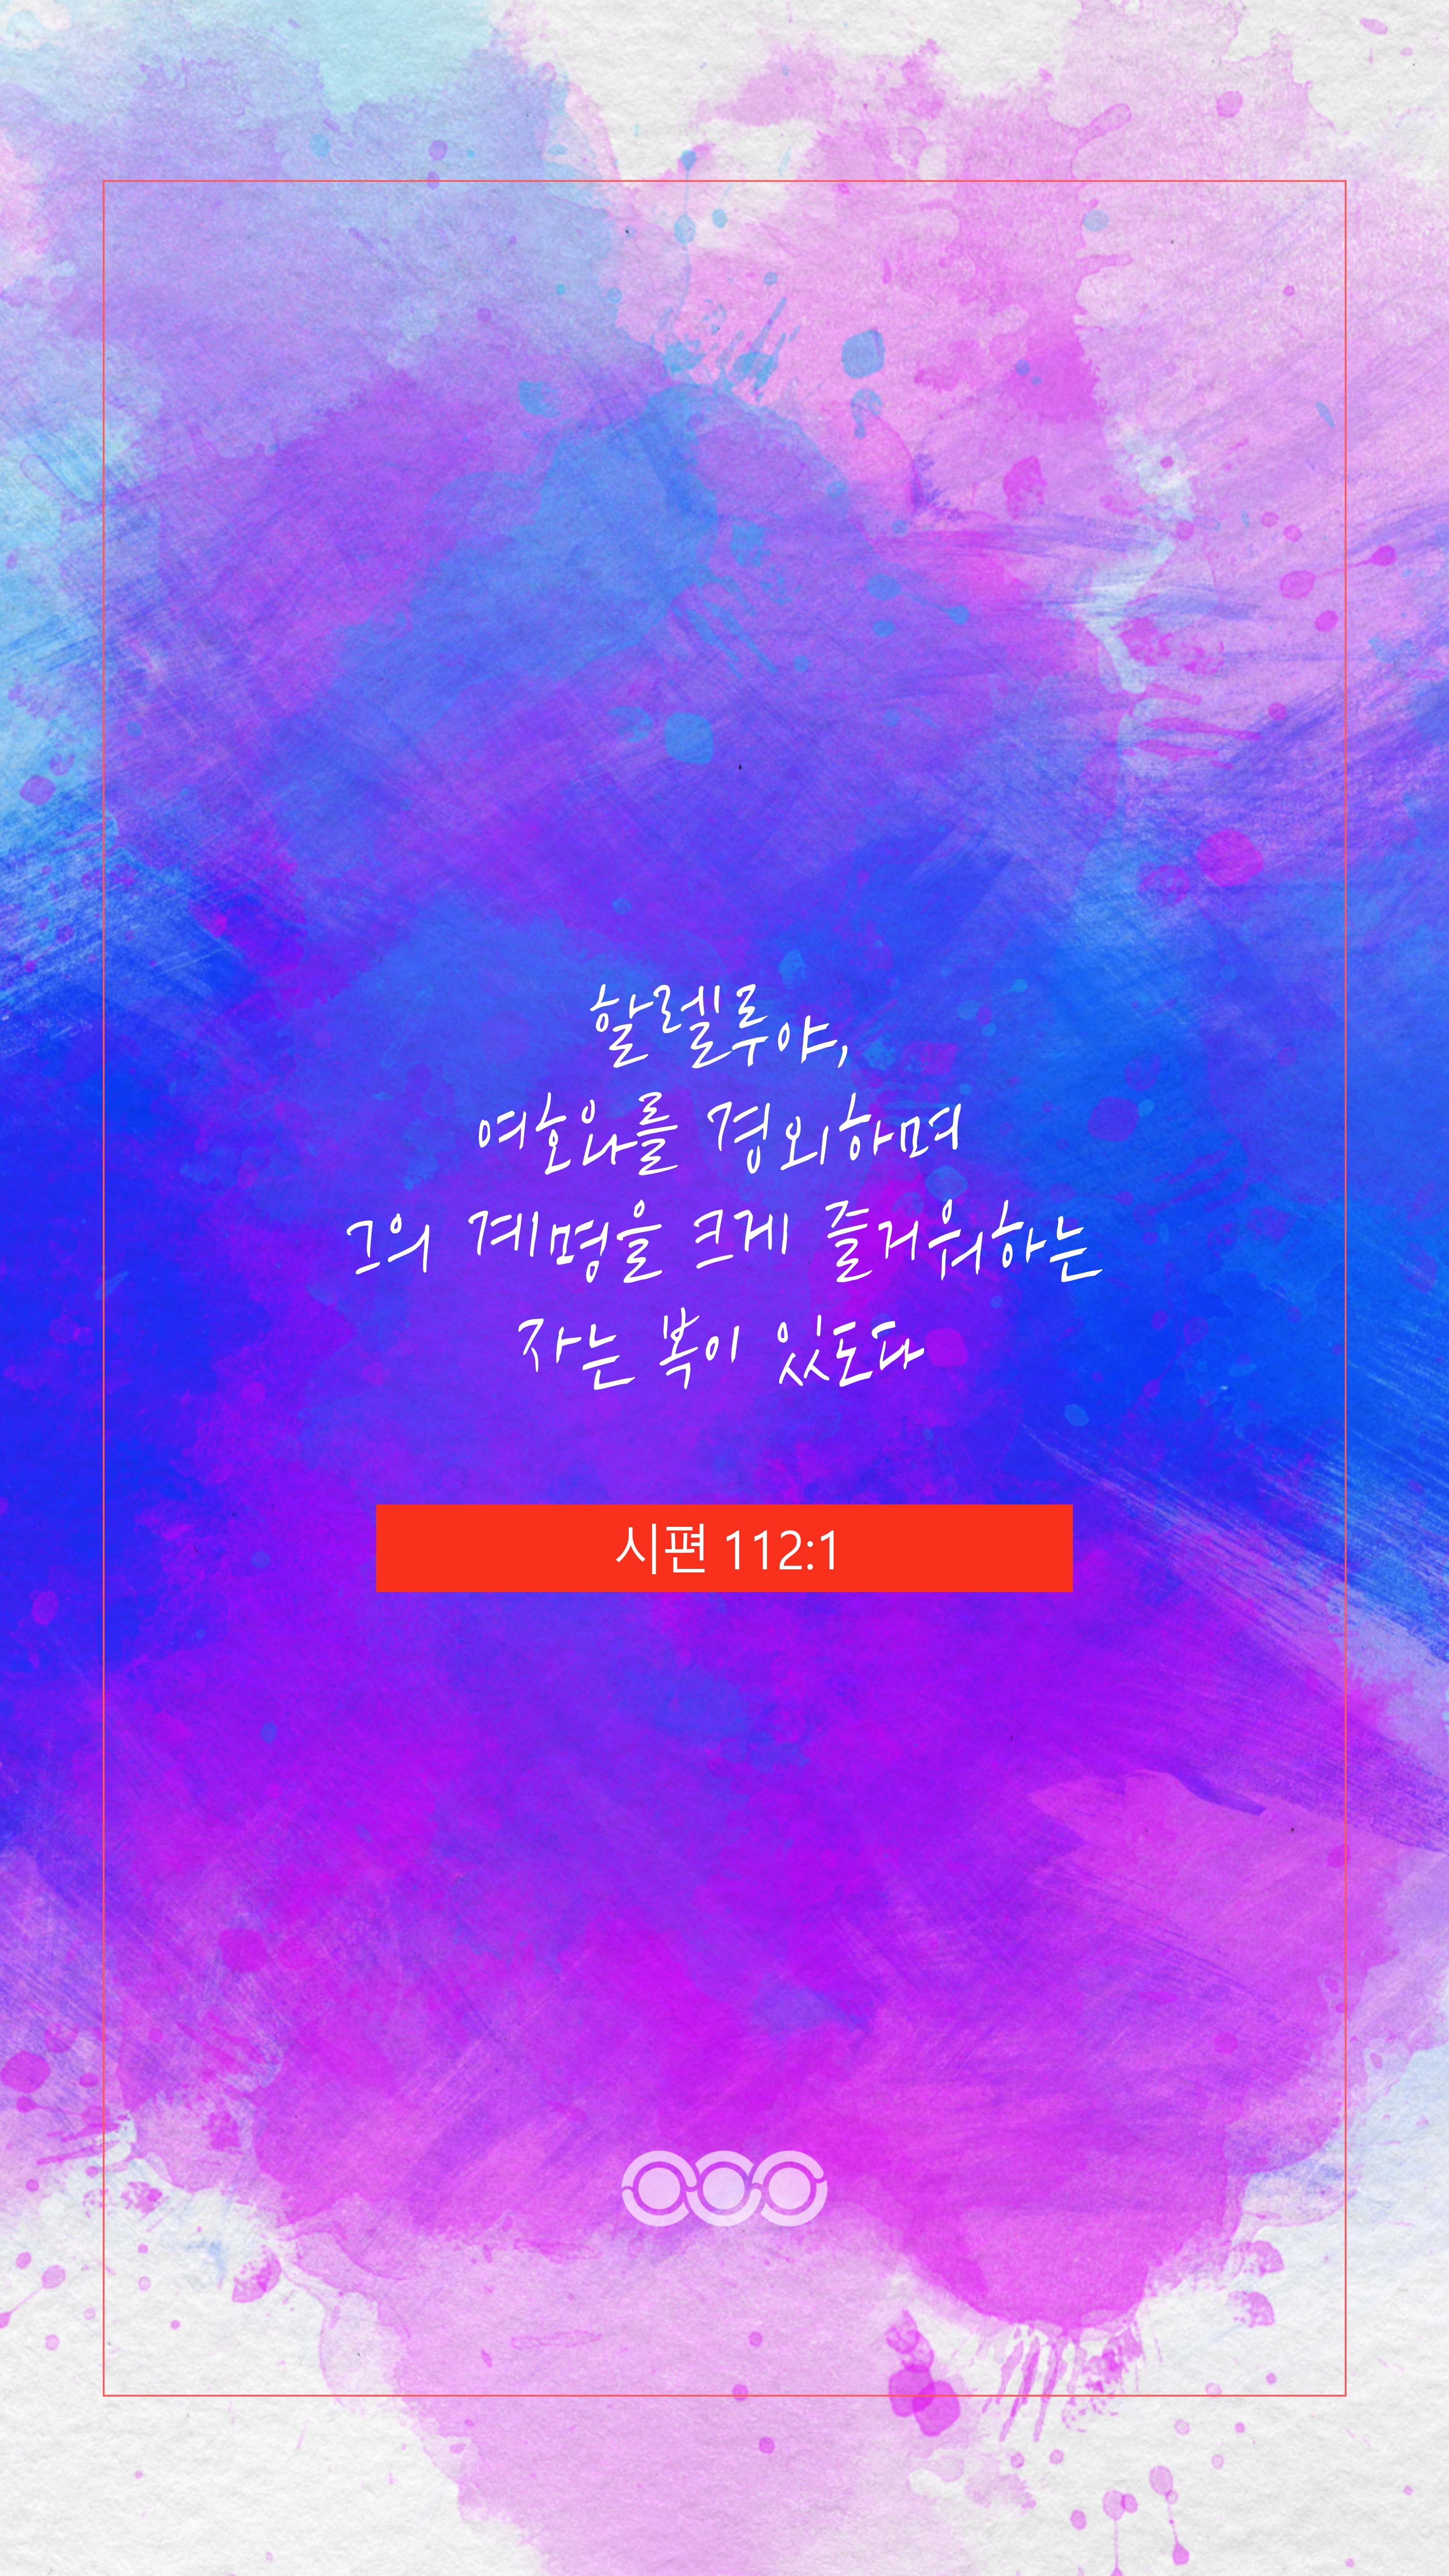 할렐루야,
여호와를 경외하며
그의 계명을 크게 즐거워하는
자는 복이 있도다
시편 112:1